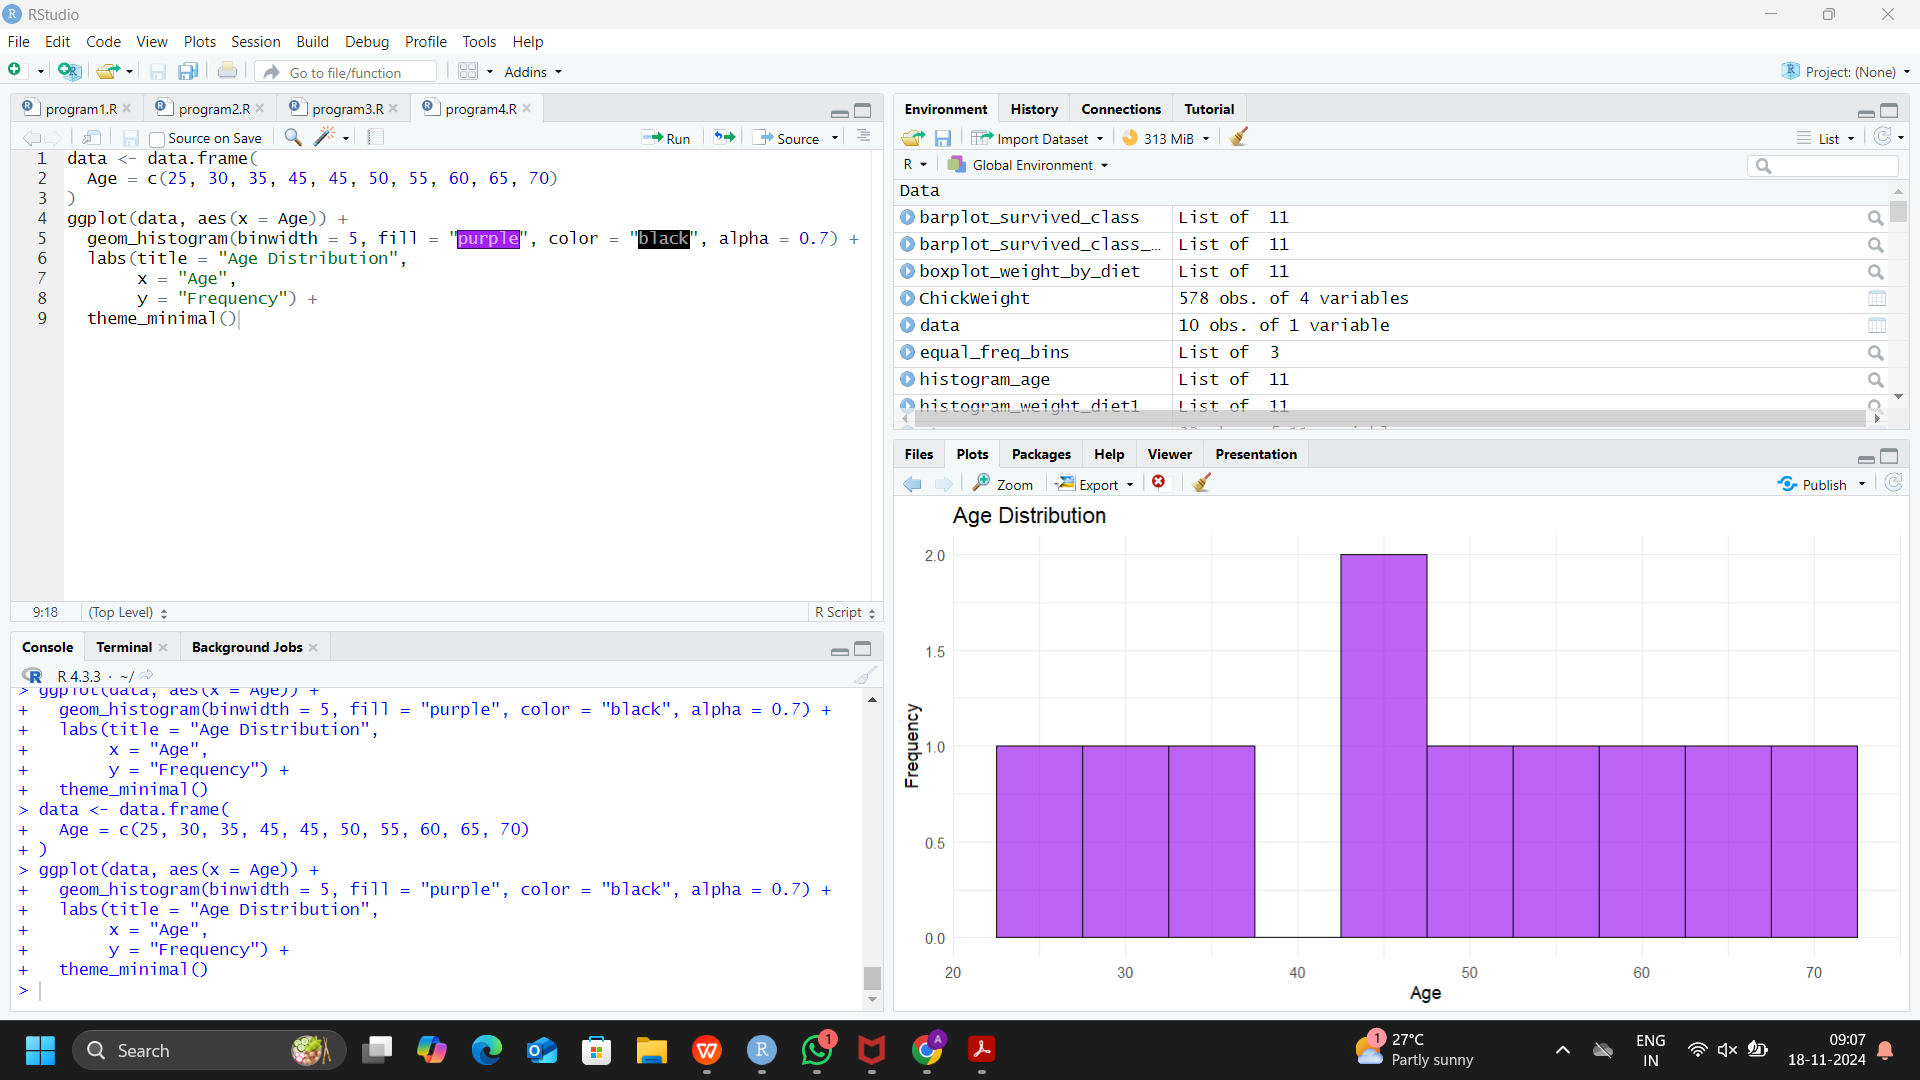 RStudio
File Edit Code View Plots Session Build Debug Profile Tools Help
Go to file/function Addins Project: (None)
program1.R program2.R program3.R program4.R
Source on Save Run Source
1 data <- data.frame(
2   Age = c(25, 30, 35, 45, 45, 50, 55, 60, 65, 70)
3 )
4 ggplot(data, aes(x = Age)) +
5   geom_histogram(binwidth = 5, fill = "purple", color = "black", alpha = 0.7) +
6   labs(title = "Age Distribution",
7        x = "Age",
8        y = "Frequency") +
9   theme_minimal()
9:18 (Top Level) R Script
Console Terminal Background Jobs
R 4.3.3 · ~/
> ggplot(data, aes(x = Age)) +
+   geom_histogram(binwidth = 5, fill = "purple", color = "black", alpha = 0.7) +
+   labs(title = "Age Distribution",
+        x = "Age",
+        y = "Frequency") +
+   theme_minimal()
> data <- data.frame(
+   Age = c(25, 30, 35, 45, 45, 50, 55, 60, 65, 70)
+ )
> ggplot(data, aes(x = Age)) +
+   geom_histogram(binwidth = 5, fill = "purple", color = "black", alpha = 0.7) +
+   labs(title = "Age Distribution",
+        x = "Age",
+        y = "Frequency") +
+   theme_minimal()
>
Environment History Connections Tutorial
Import Dataset 313 MiB List
R Global Environment
Data
barplot_survived_class List of 11
barplot_survived_class_… List of 11
boxplot_weight_by_diet List of 11
ChickWeight 578 obs. of 4 variables
data 10 obs. of 1 variable
equal_freq_bins List of 3
histogram_age List of 11
histogram_weight_diet1 List of 11
Files Plots Packages Help Viewer Presentation
Zoom Export Publish
Age Distribution
2.0
1.5
1.0
0.5
0.0
Frequency
20 30 40 50 60 70
Age
Search
1 27°C
Partly sunny
ENG
IN
09:07
18-11-2024